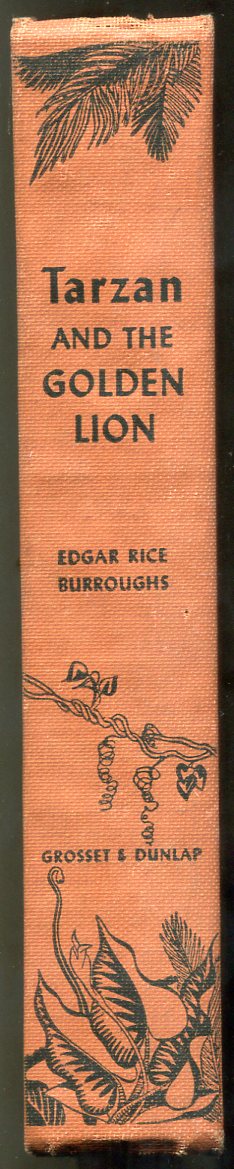 Tarzan
AND THE
GOLDEN
LION
EDGAR RICE
BURROUGHS
GROSSET & DUNLAP